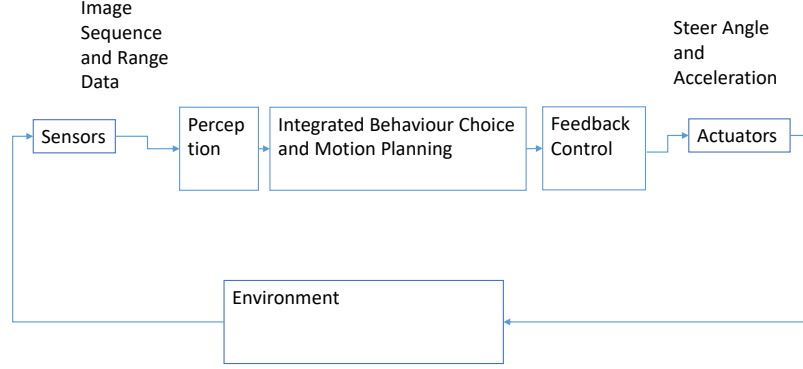 Image
Sequence
and Range
Data
Steer Angle
and
Acceleration
Sensors
Percep
tion
Integrated Behaviour Choice
and Motion Planning
Feedback
Control
Actuators
Environment